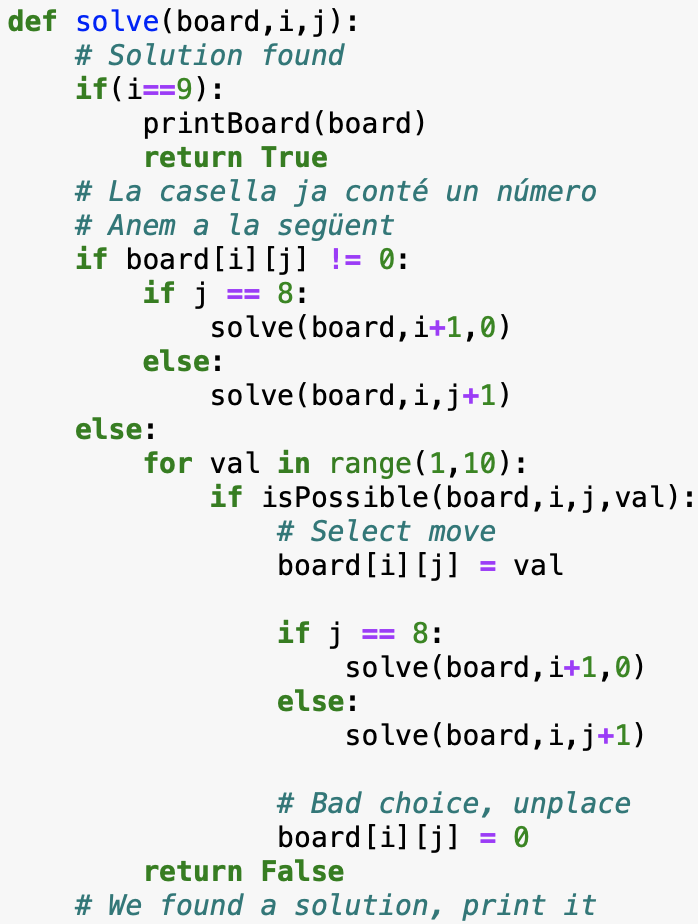 def solve(board,i,j):
    # Solution found
    if(i==9):
        printBoard(board)
        return True
    # La casella ja conté un número
    # Anem a la següent
    if board[i][j] != 0:
        if j == 8:
            solve(board,i+1,0)
        else:
            solve(board,i,j+1)
    else:
        for val in range(1,10):
            if isPossible(board,i,j,val):
                # Select move
                board[i][j] = val

                if j == 8:
                    solve(board,i+1,0)
                else:
                    solve(board,i,j+1)

                # Bad choice, unplace
                board[i][j] = 0
        return False
    # We found a solution, print it